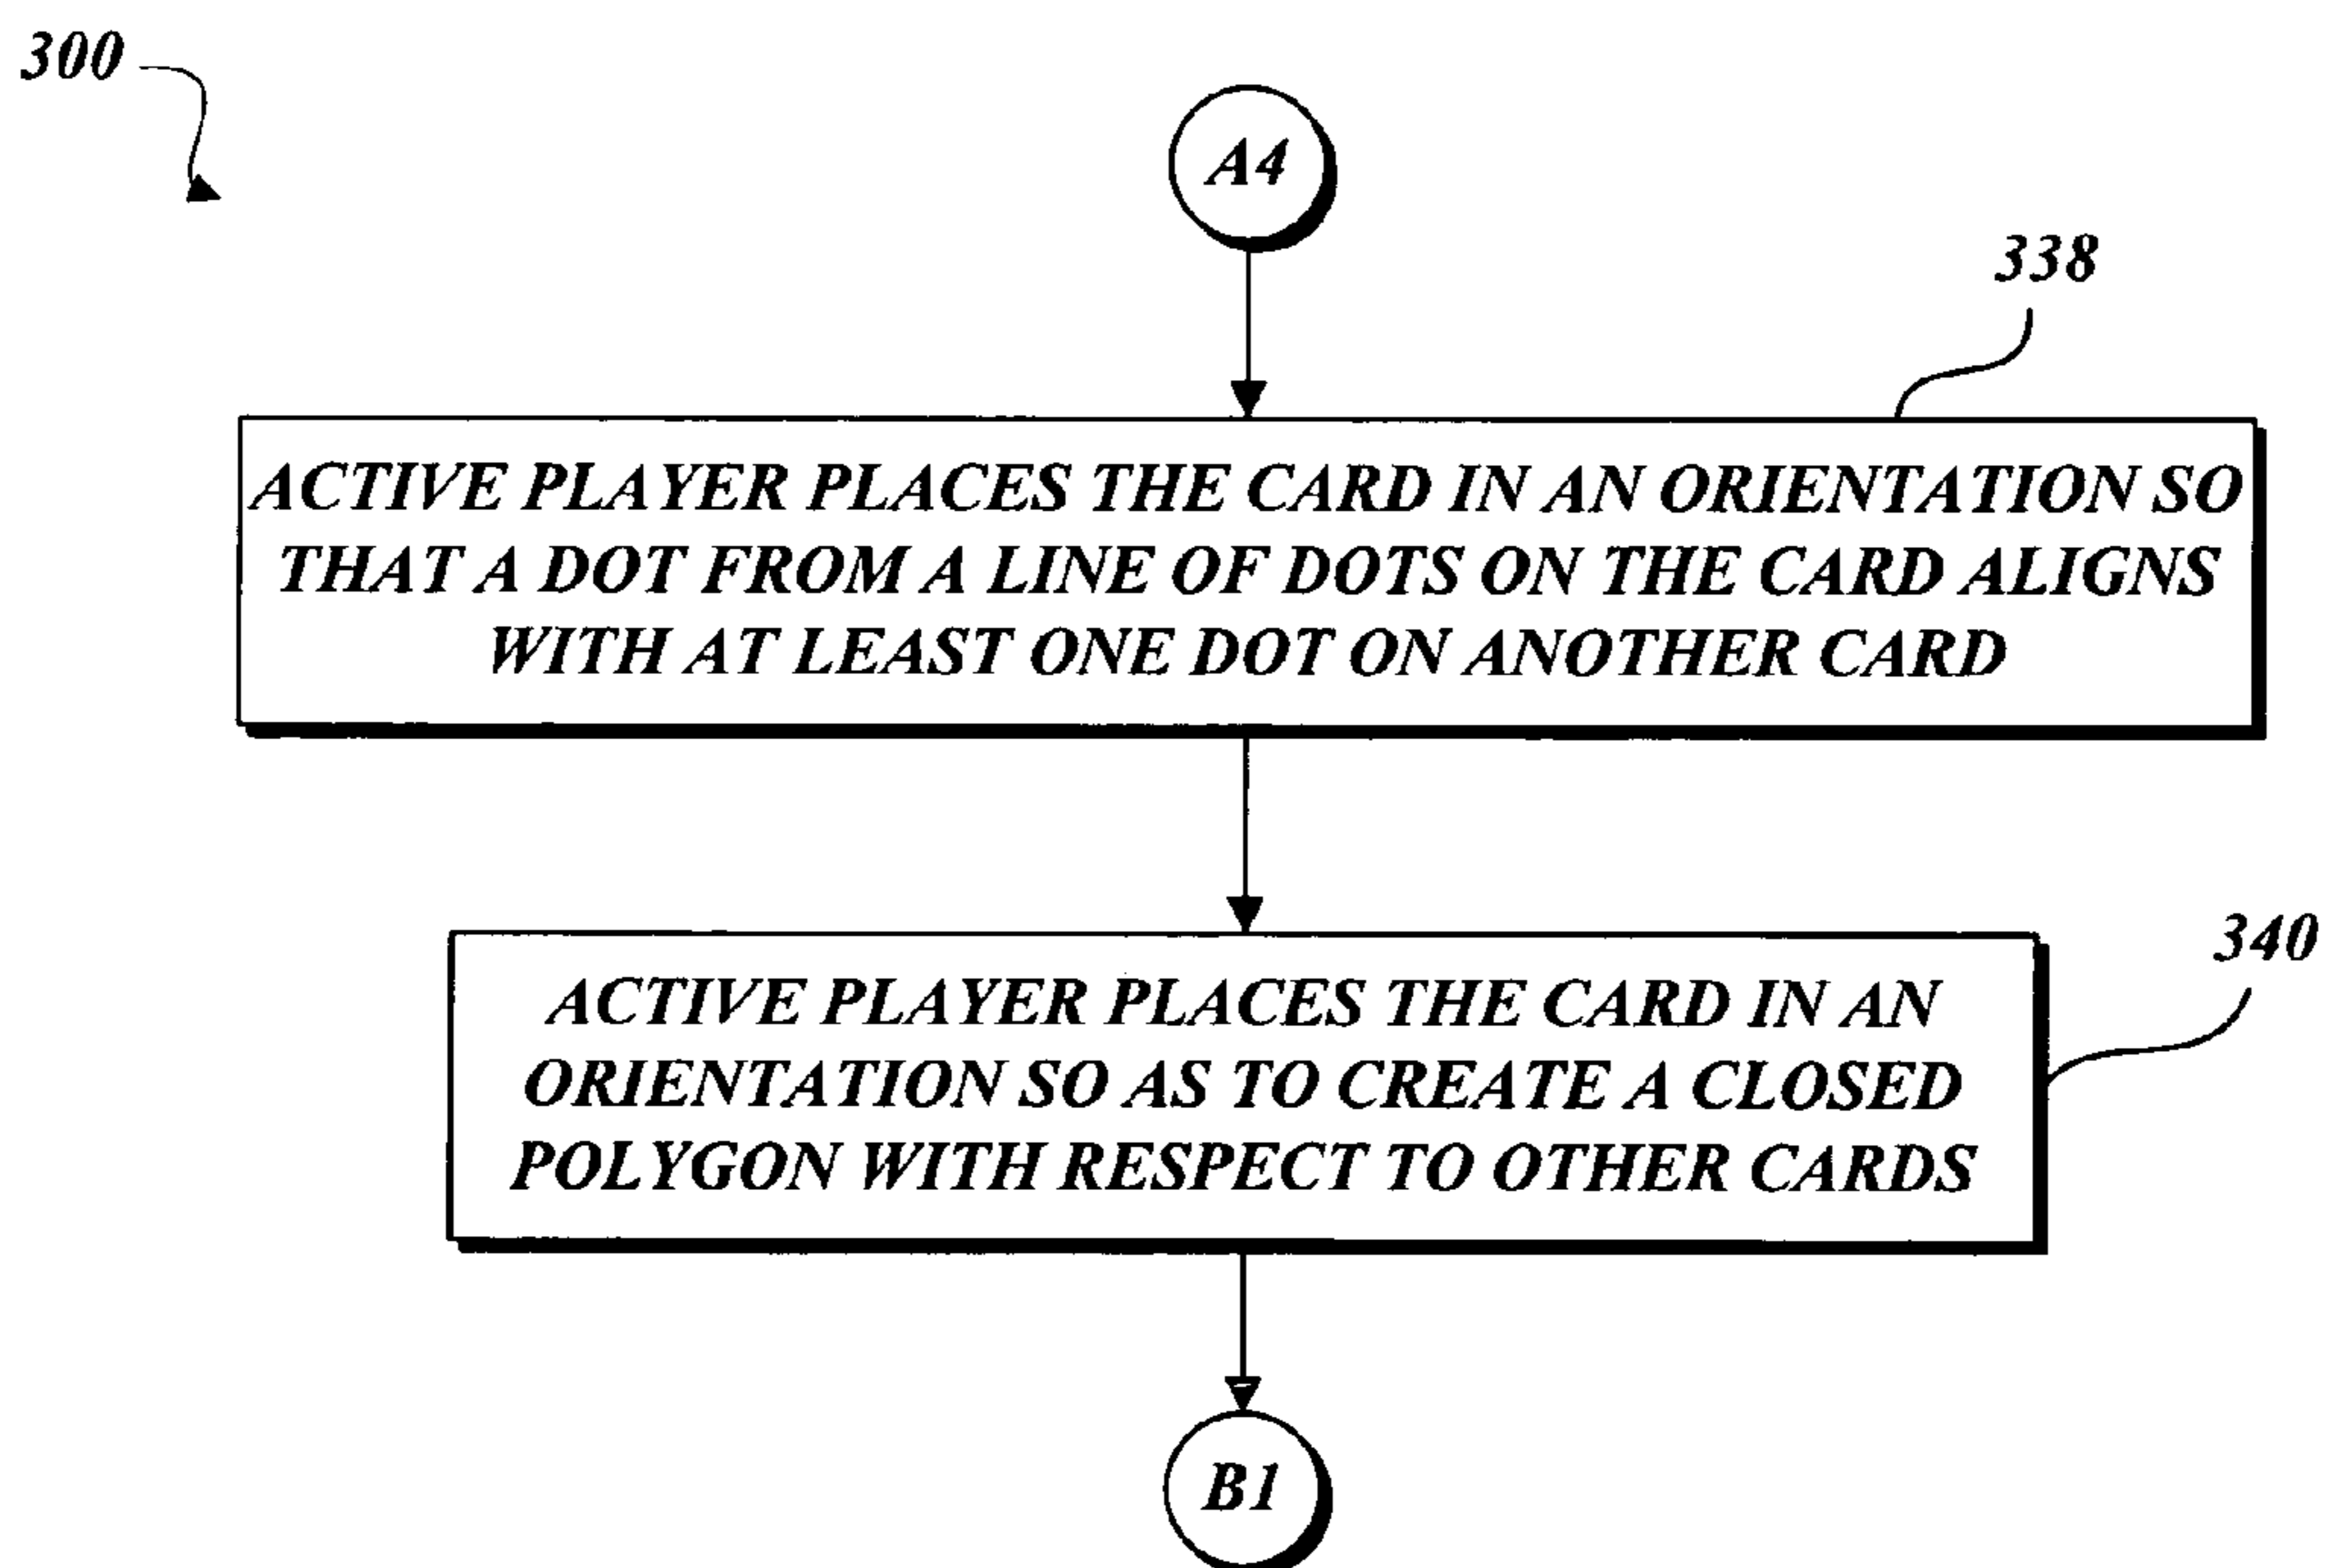 300
A4
338
ACTIVE PLAYER PLACES THE CARD IN AN ORIENTATION SO
THAT A DOT FROM A LINE OF DOTS ON THE CARD ALIGNS
WITH AT LEAST ONE DOT ON ANOTHER CARD
340
ACTIVE PLAYER PLACES THE CARD IN AN
ORIENTATION SO AS TO CREATE A CLOSED
POLYGON WITH RESPECT TO OTHER CARDS
B1